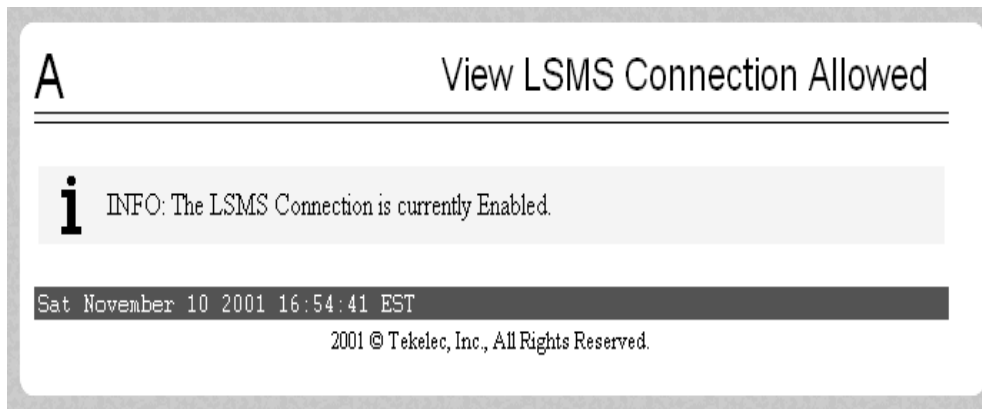 A
View LSMS Connection Allowed
i
INFO: The LSMS Connection is currently Enabled.
Sat November 10 2001 16:54:41 EST
2001 © Tekelec, Inc., All Rights Reserved.